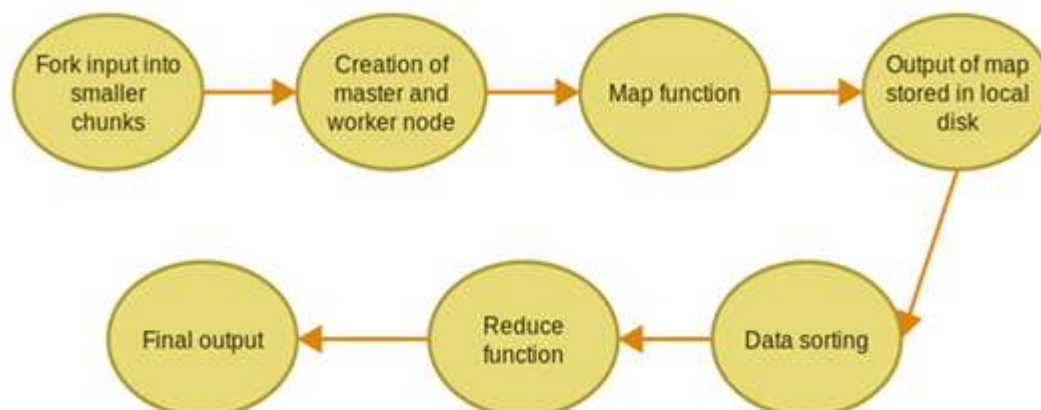 Fork input into
smaller
chunks
Creation of
master and
worker node
Map function
Output of map
stored in local
disk
Data sorting
Reduce
function
Final output